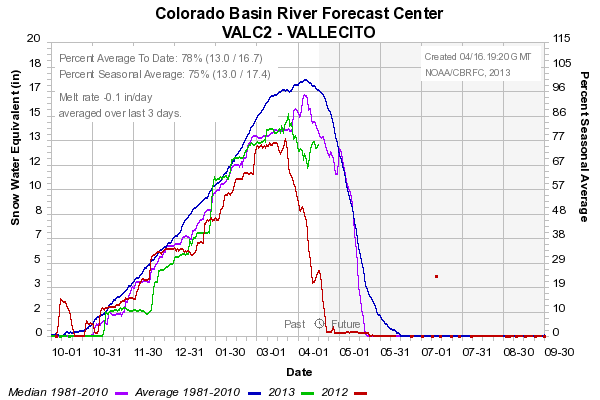 Colorado Basin River Forecast Center
VALC2 - VALLECITO
Percent Average To Date: 78% (13.0 / 16.7)
Percent Seasonal Average: 75% (13.0 / 17.4)
Melt rate -0.1 in/day
averaged over last 3 days.
Created 04/16.19:20 GMT
NOAA/CBRFC, 2013
Snow Water Equivalent (in)
20
18
17
15
13
12
10
8
7
5
3
2
0
Percent Seasonal Average
115
106
96
86
77
67
58
48
38
29
19
10
0
Past
Future
10-01 10-31 11-30 12-31 01-30 03-01 04-01 05-01 05-31 07-01 07-31 08-30 09-30
Date
Median 1981-2010 Average 1981-2010 2013 2012